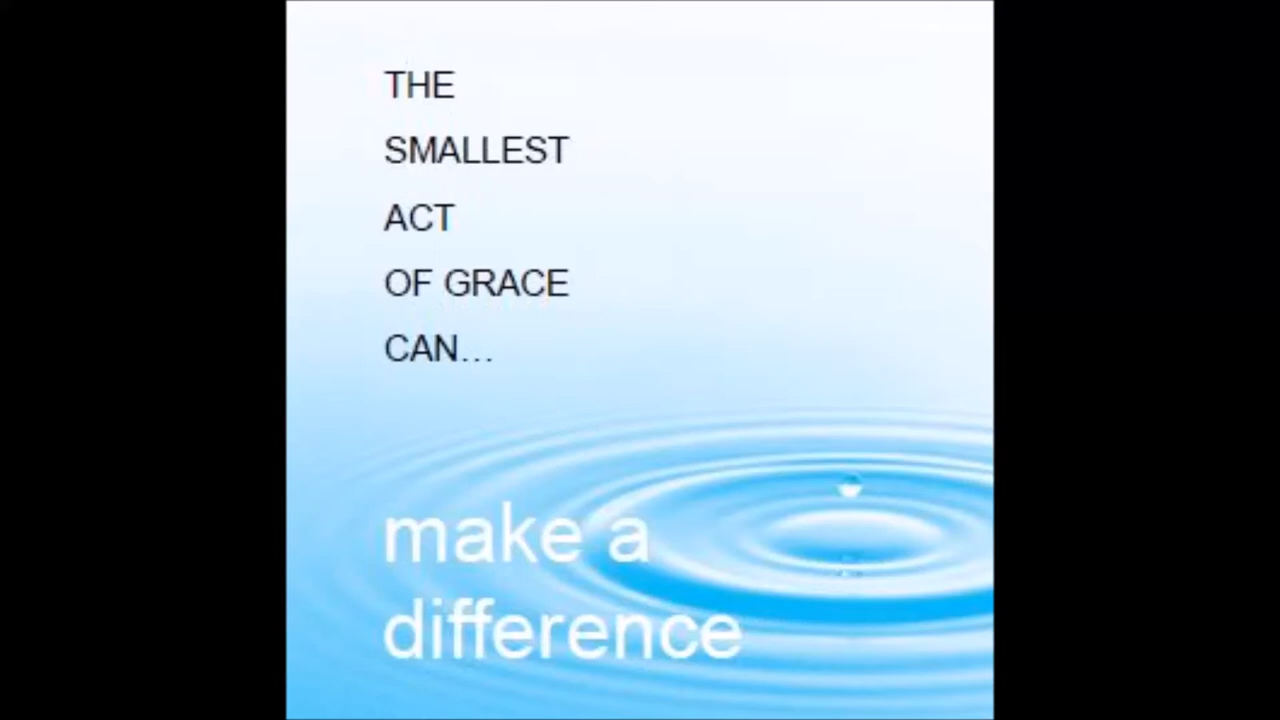 THE
SMALLEST
ACT
OF GRACE
CAN…
make a
difference